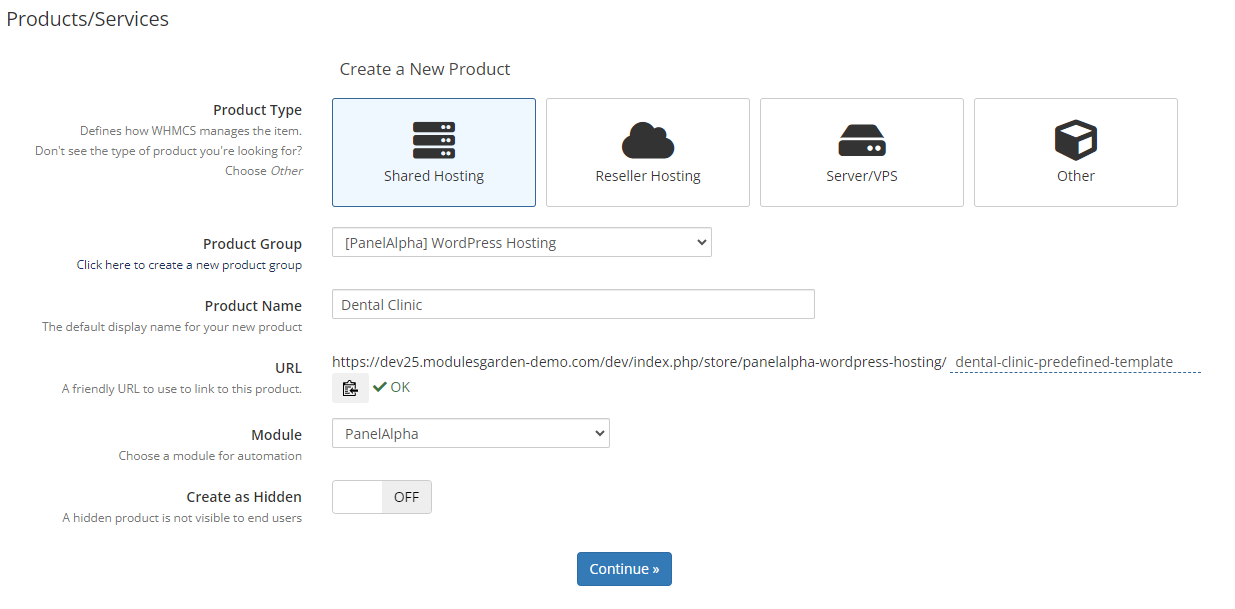 Products/Services
Create a New Product
Product Type
Defines how WHMCS manages the item.
Don't see the type of product you're looking for?
Choose Other
Shared Hosting
Reseller Hosting
Server/VPS
Other
Product Group
Click here to create a new product group
[PanelAlpha] WordPress Hosting
Product Name
The default display name for your new product
Dental Clinic
URL
A friendly URL to use to link to this product.
https://dev25.modulesgarden-demo.com/dev/index.php/store/panelalpha-wordpress-hosting/ dental-clinic-predefined-template
OK
Module
Choose a module for automation
PanelAlpha
Create as Hidden
A hidden product is not visible to end users
OFF
Continue »